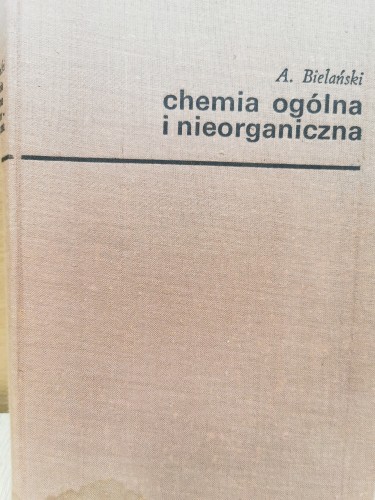 A. Bielański
chemia ogólna
i nieorganiczna